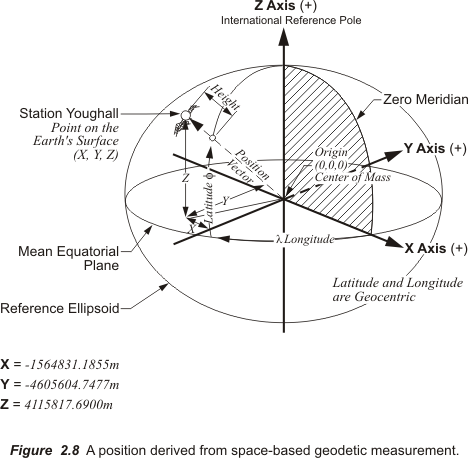 Z Axis (+)
International Reference Pole
Height
Station Youghall
Point on the
Earth's Surface
(X, Y, Z)
Zero Meridian
Position
Vector
Origin
(0,0,0)
Center of Mass
Y Axis (+)
Z
Latitude ϕ
Y
X
λ Longitude
X Axis (+)
Mean Equatorial
Plane
Latitude and Longitude
are Geocentric
Reference Ellipsoid
X = -1564831.1855m
Y = -4605604.7477m
Z = 4115817.6900m
Figure 2.8 A position derived from space-based geodetic measurement.